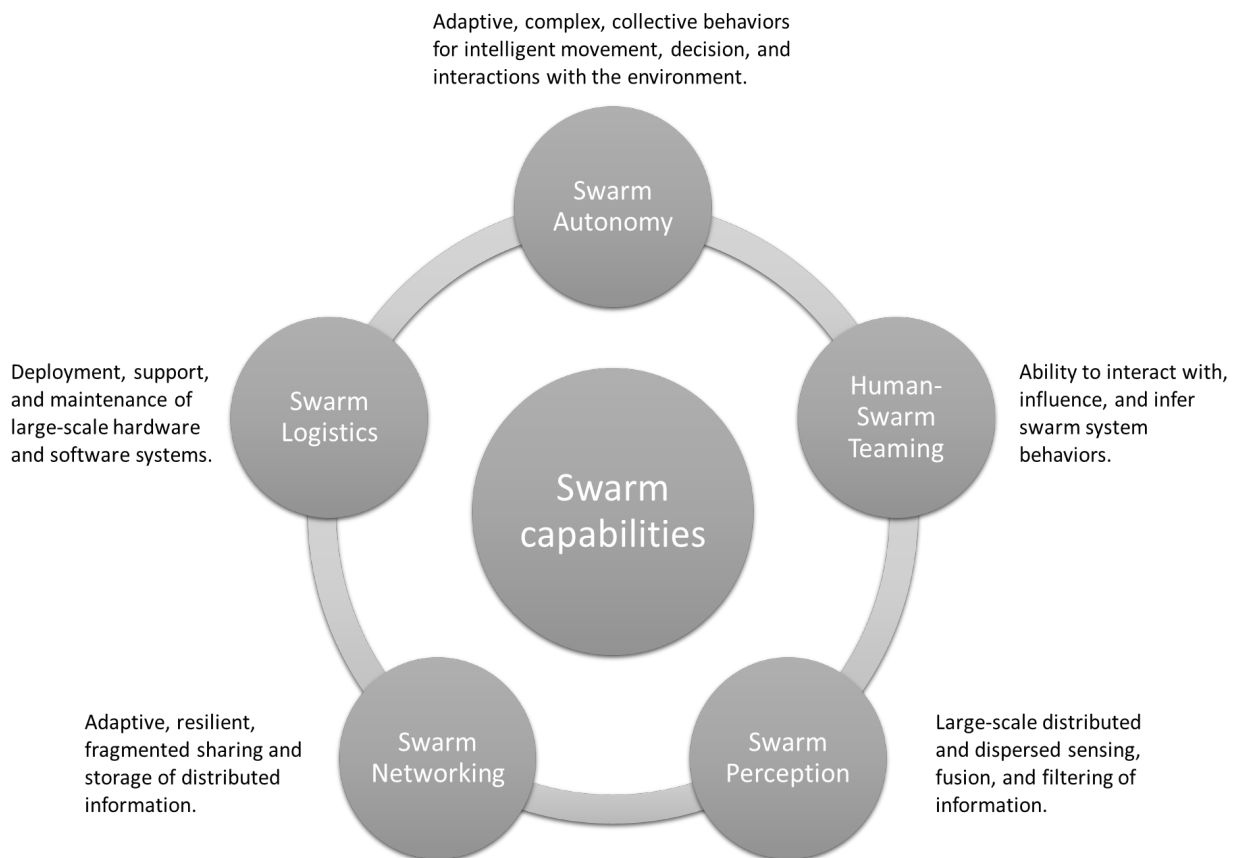 Adaptive, complex, collective behaviors
for intelligent movement, decision, and
interactions with the environment.
Swarm
Autonomy
Human-
Swarm
Teaming
Ability to interact with,
influence, and infer
swarm system
behaviors.
Swarm
Perception
Large-scale distributed
and dispersed sensing,
fusion, and filtering of
information.
Swarm
Networking
Adaptive, resilient,
fragmented sharing and
storage of distributed
information.
Swarm
Logistics
Deployment, support,
and maintenance of
large-scale hardware
and software systems.
Swarm
capabilities